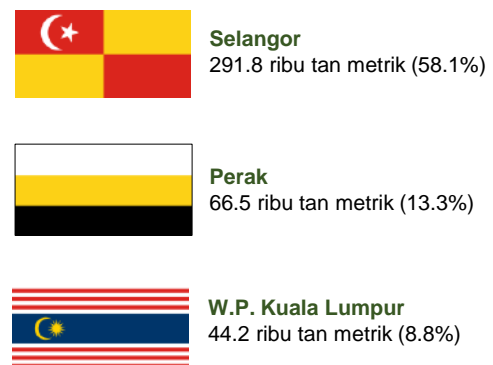 Selangor
291.8 ribu tan metrik (58.1%)
Perak
66.5 ribu tan metrik (13.3%)
W.P. Kuala Lumpur
44.2 ribu tan metrik (8.8%)